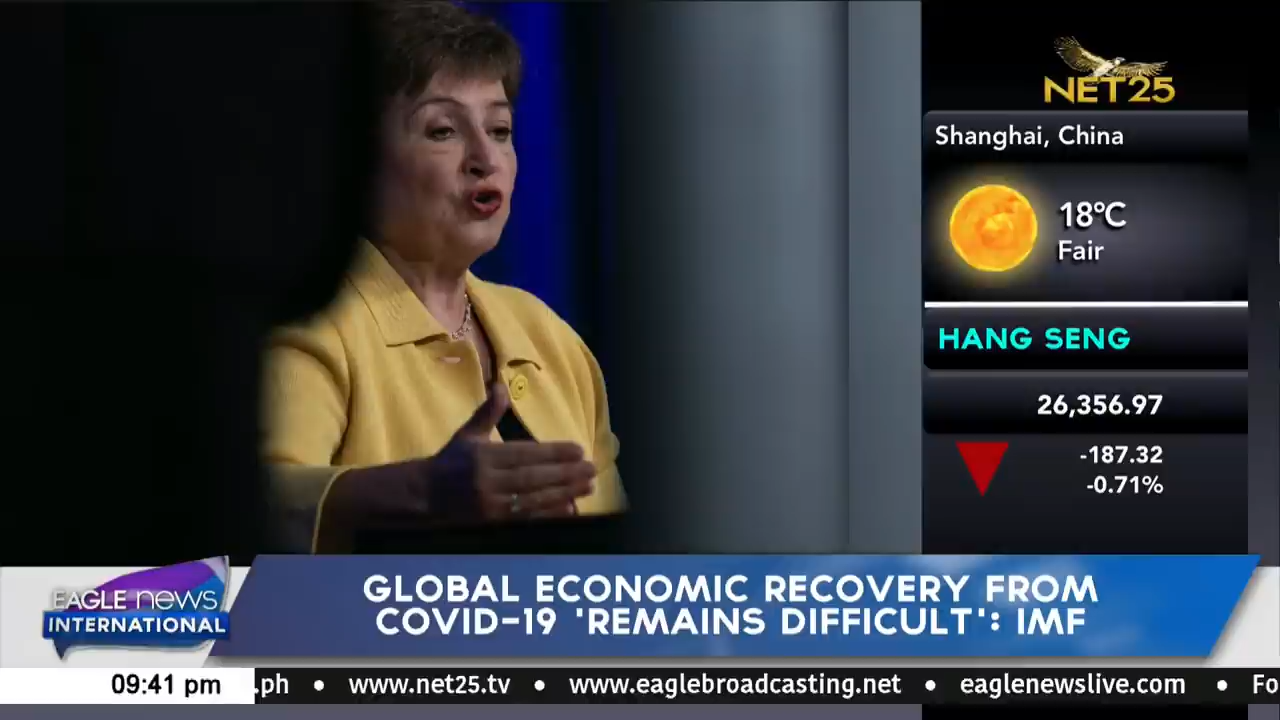 NET25
Shanghai, China
18°C
Fair
HANG SENG
26,356.97
-187.32
-0.71%
GLOBAL ECONOMIC RECOVERY FROM
COVID-19 'REMAINS DIFFICULT': IMF
EAGLE news
INTERNATIONAL
09:41 pm .ph • www.net25.tv • www.eaglebroadcasting.net • eaglenewslive.com • Fo